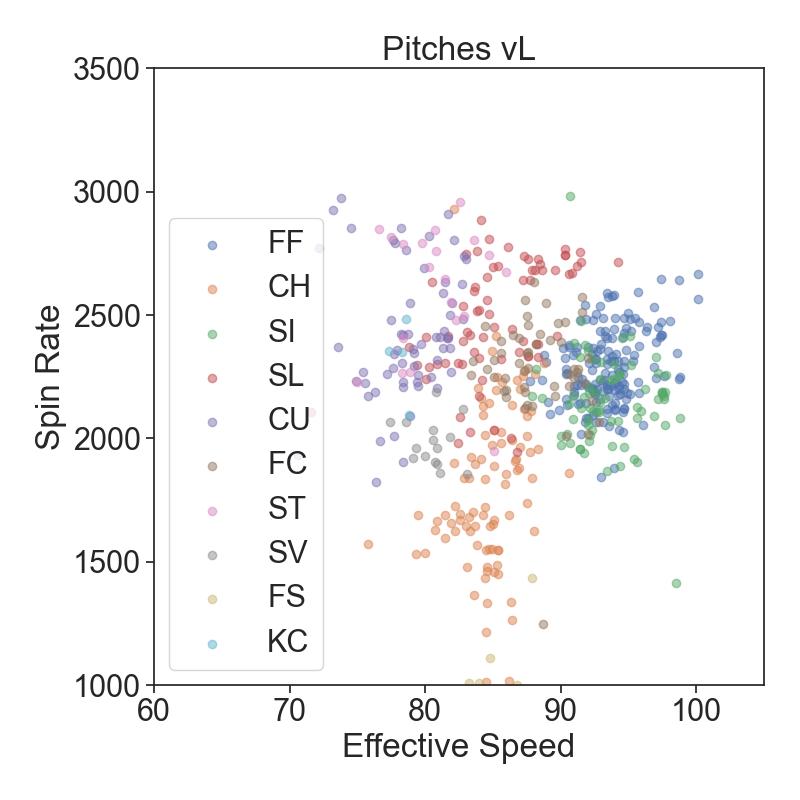 Pitches vL
3500
3000
2500
2000
1500
1000
Spin Rate
FF
CH
SI
SL
CU
FC
ST
SV
FS
KC
60 70 80 90 100
Effective Speed